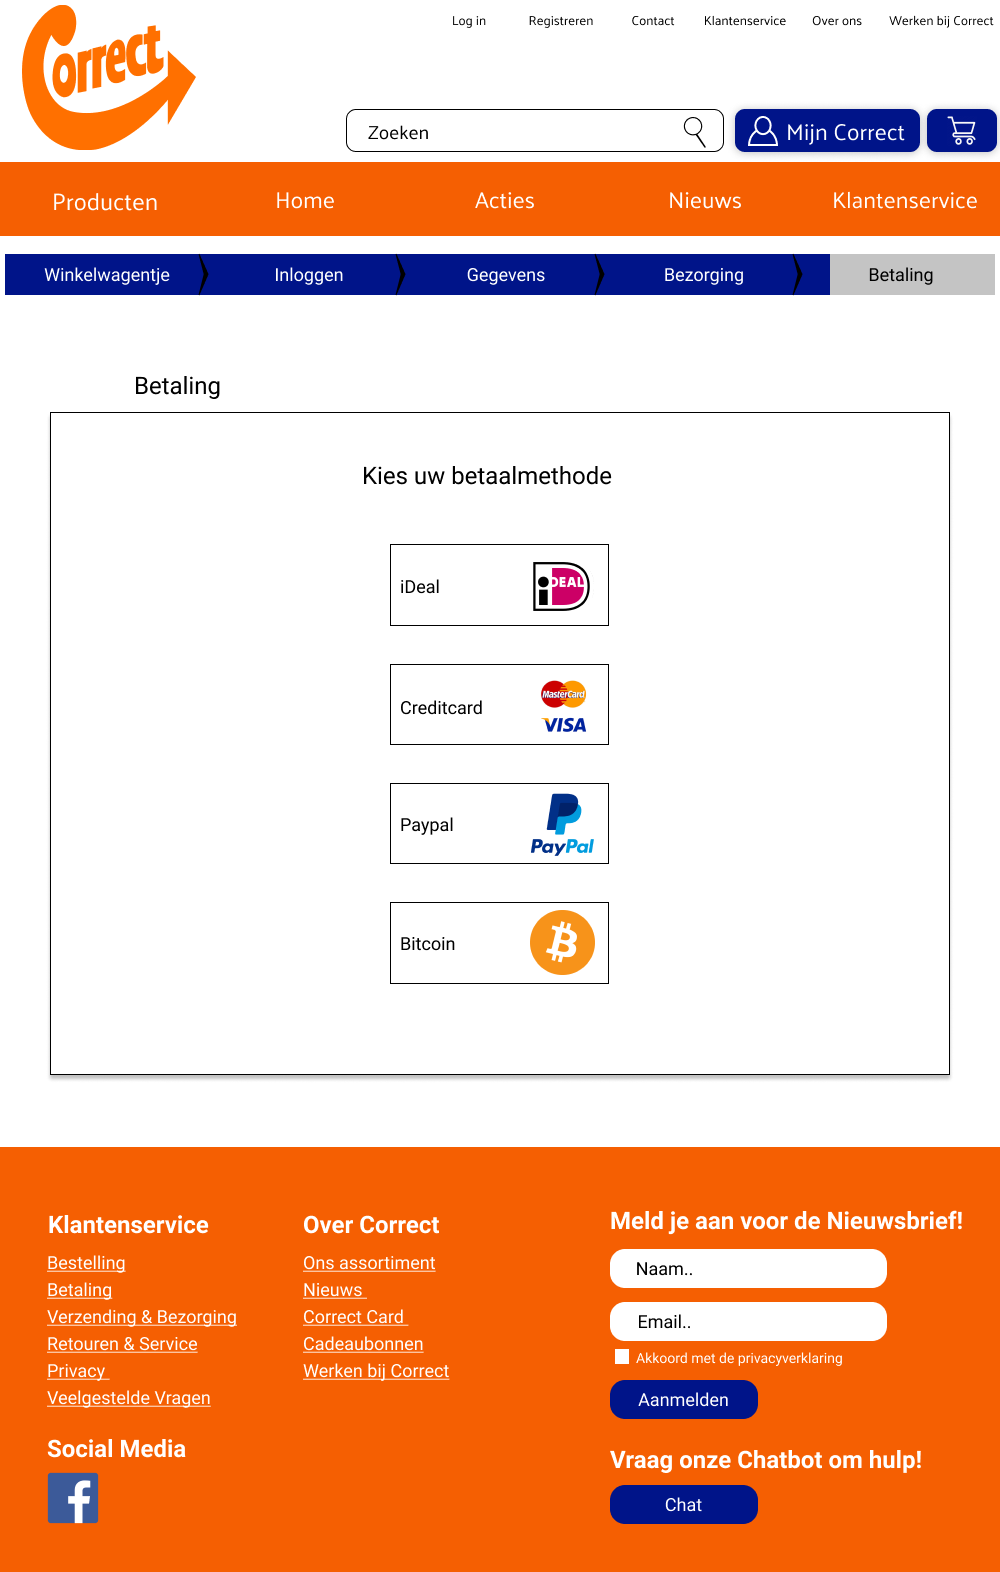 Correct
Log in Registreren Contact Klantenservice Over ons Werken bij Correct
Zoeken
Mijn Correct
Producten Home Acties Nieuws Klantenservice
Winkelwagentje Inloggen Gegevens Bezorging Betaling
Betaling
Kies uw betaalmethode
iDeal
iDEAL
Creditcard
MasterCard
VISA
Paypal
PayPal
Bitcoin
Klantenservice
Bestelling
Betaling
Verzending & Bezorging
Retouren & Service
Privacy
Veelgestelde Vragen
Social Media
Over Correct
Ons assortiment
Nieuws
Correct Card
Cadeaubonnen
Werken bij Correct
Meld je aan voor de Nieuwsbrief!
Naam..
Email..
Akkoord met de privacyverklaring
Aanmelden
Vraag onze Chatbot om hulp!
Chat